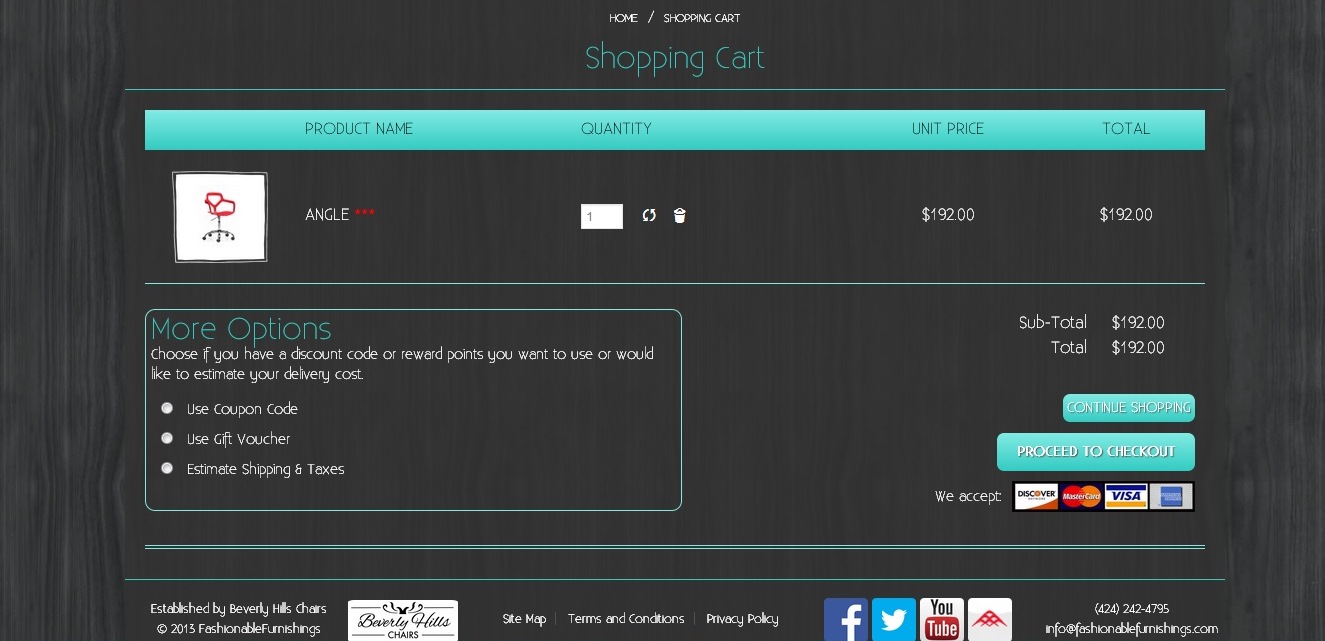 HOME / SHOPPING CART
Shopping Cart
PRODUCT NAME QUANTITY UNIT PRICE TOTAL
ANGLE *** 1 $192.00 $192.00
More Options
Choose if you have a discount code or reward points you want to use or would
like to estimate your delivery cost.
Use Coupon Code
Use Gift Voucher
Estimate Shipping & Taxes
Sub-Total $192.00
Total $192.00
CONTINUE SHOPPING
PROCEED TO CHECKOUT
We accept: DISCOVER MasterCard VISA
Established by Beverly Hills Chairs
© 2013 FashionableFurnishings
Beverly Hills
CHAIRS
Site Map | Terms and Conditions | Privacy Policy
f
You
Tube
(424) 242-4795
info@fashionablefurnishings.com